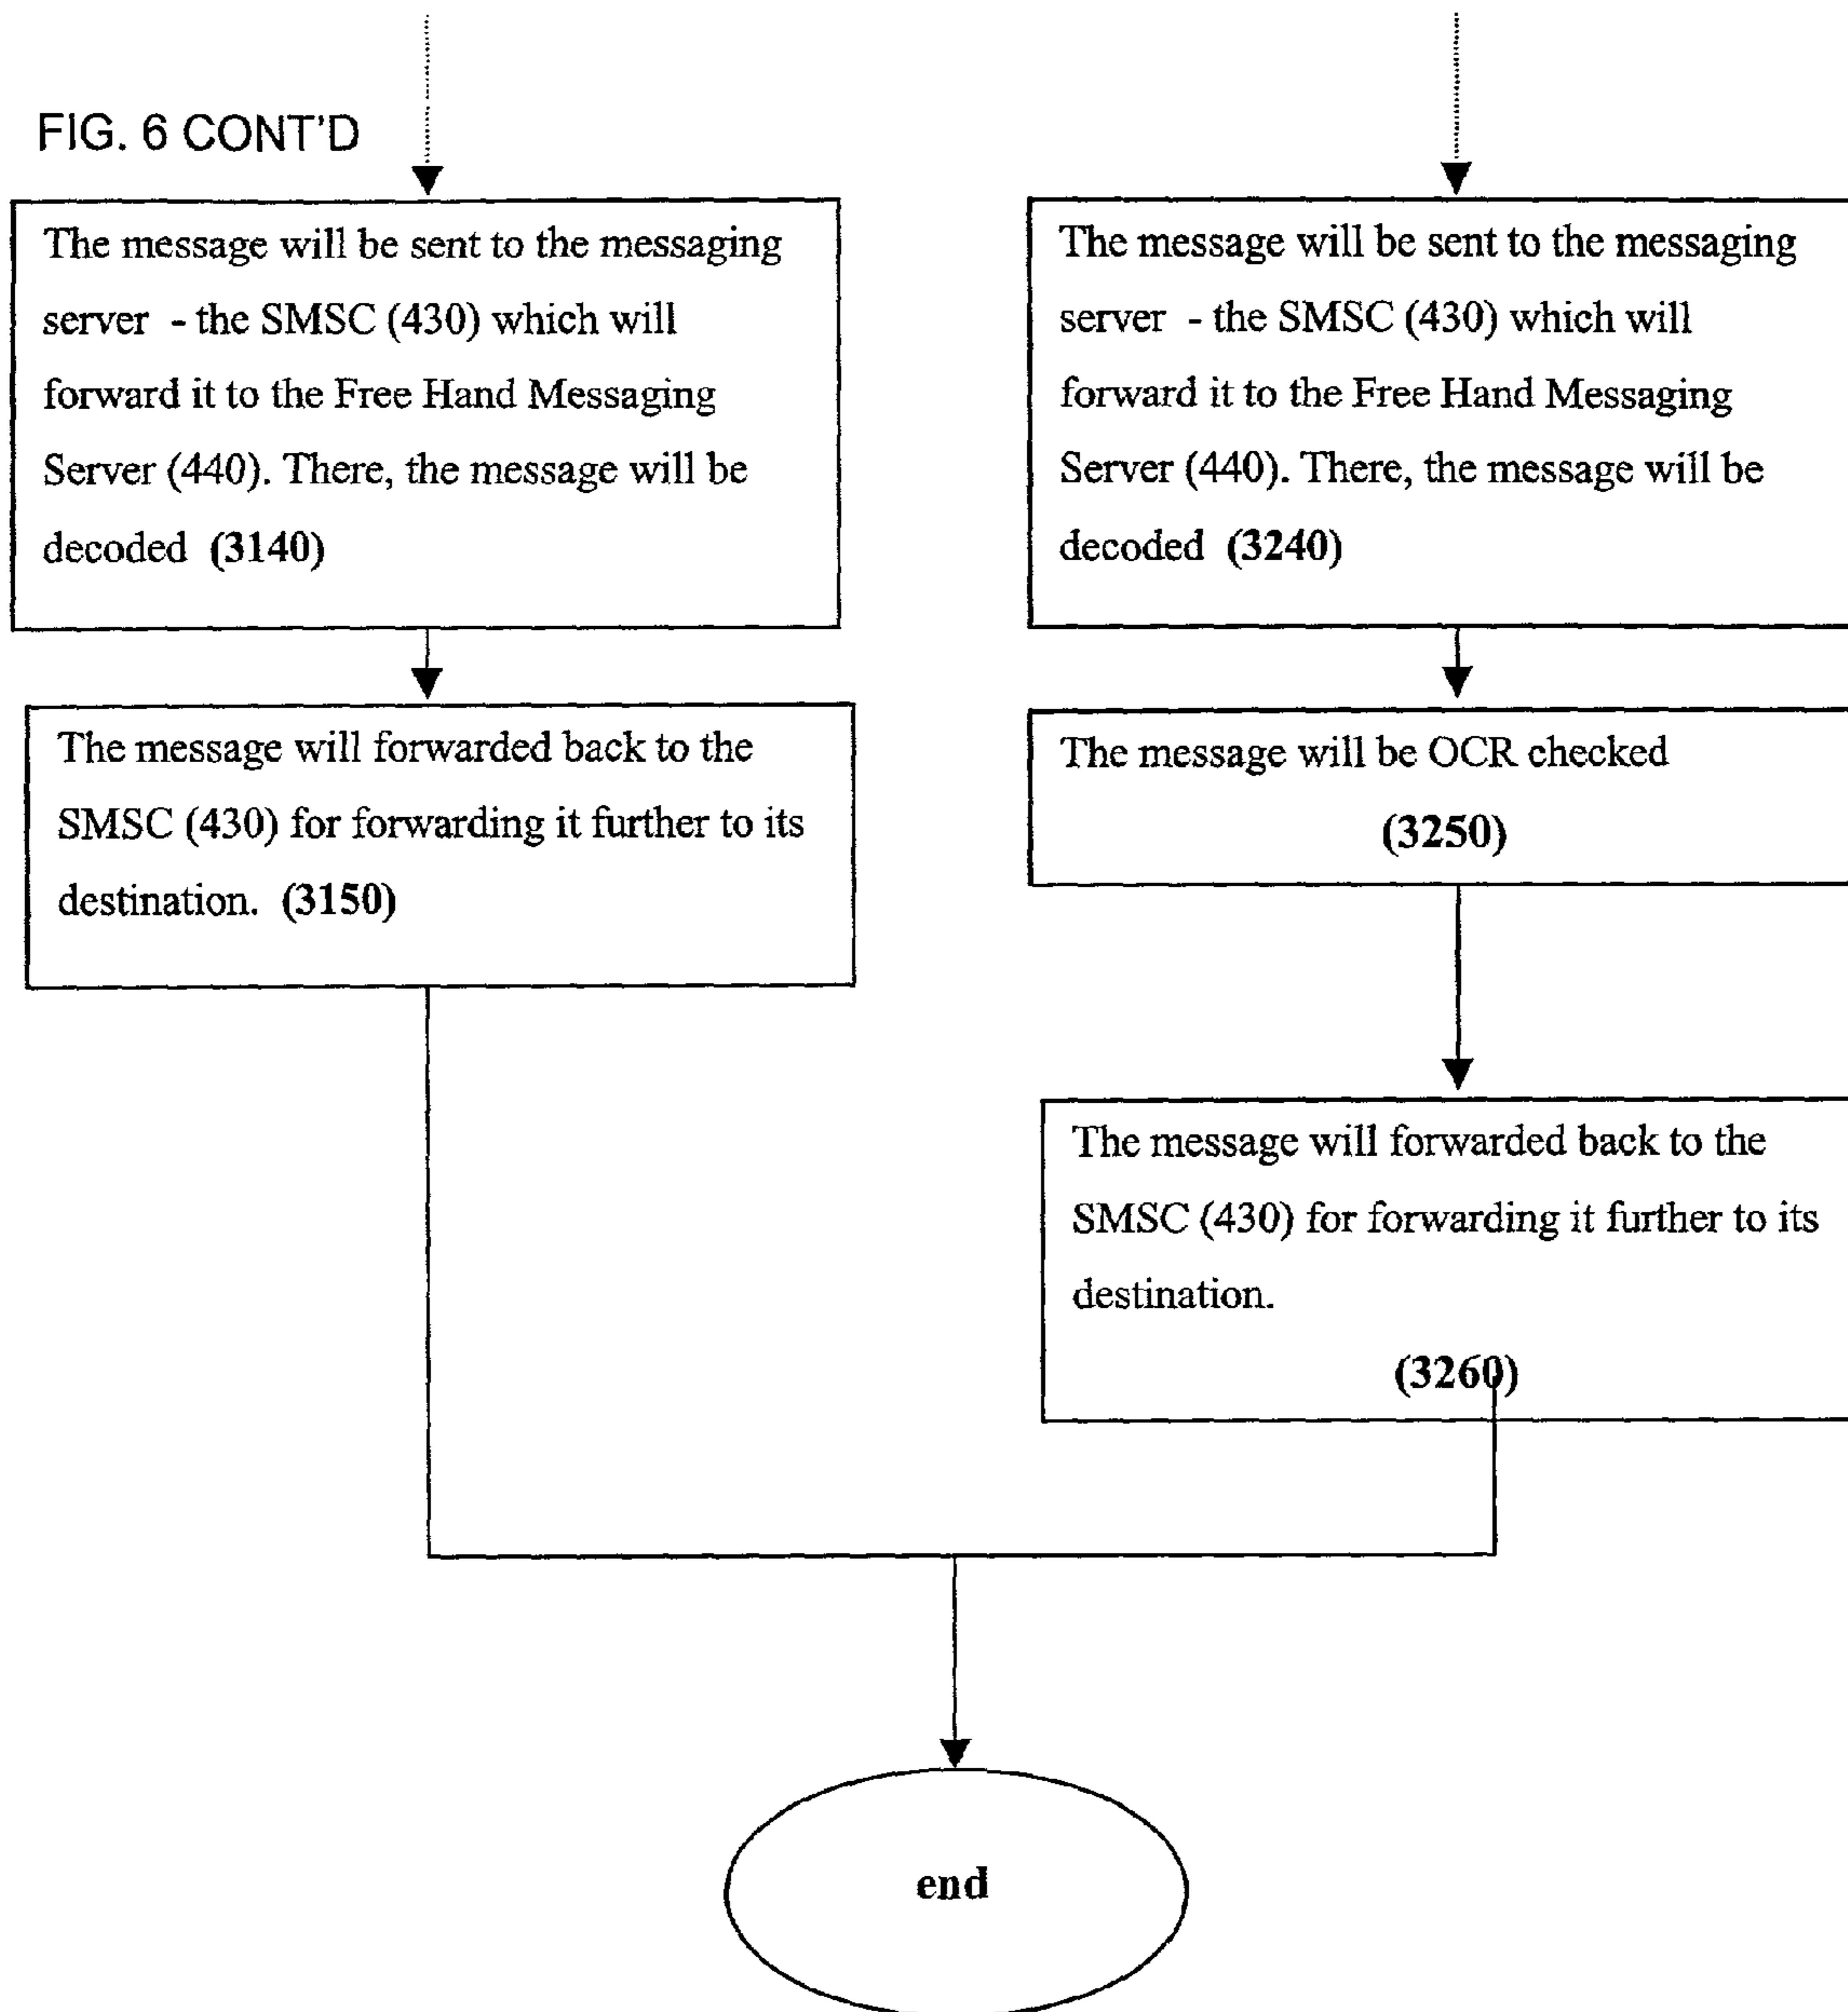 FIG. 6 CONT'D
The message will be sent to the messaging
server - the SMSC (430) which will
forward it to the Free Hand Messaging
Server (440). There, the message will be
decoded (3140)
The message will forwarded back to the
SMSC (430) for forwarding it further to its
destination. (3150)
The message will be sent to the messaging
server - the SMSC (430) which will
forward it to the Free Hand Messaging
Server (440). There, the message will be
decoded (3240)
The message will be OCR checked
(3250)
The message will forwarded back to the
SMSC (430) for forwarding it further to its
destination.
(3260)
end